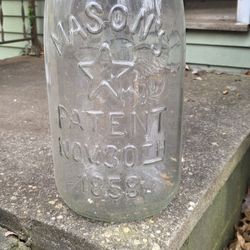 MASON'S
PATENT
NOV. 30TH
1858